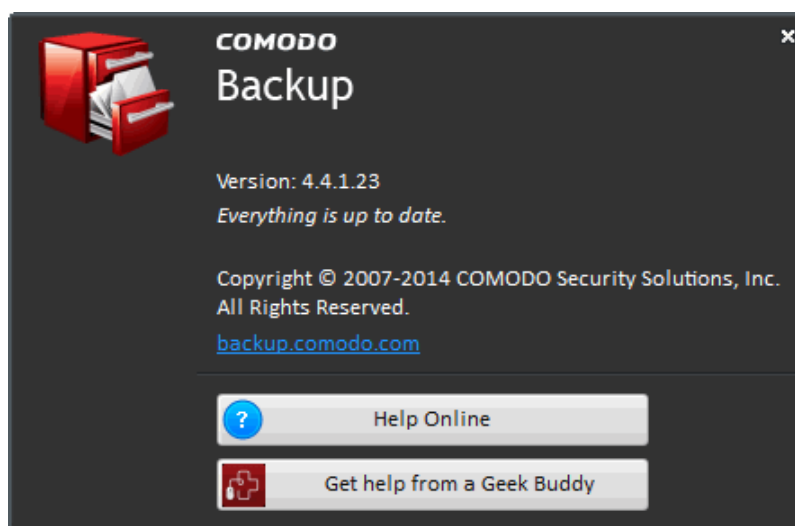 COMODO
Backup
Version: 4.4.1.23
Everything is up to date.
Copyright © 2007-2014 COMODO Security Solutions, Inc.
All Rights Reserved.
backup.comodo.com
? Help Online
Get help from a Geek Buddy